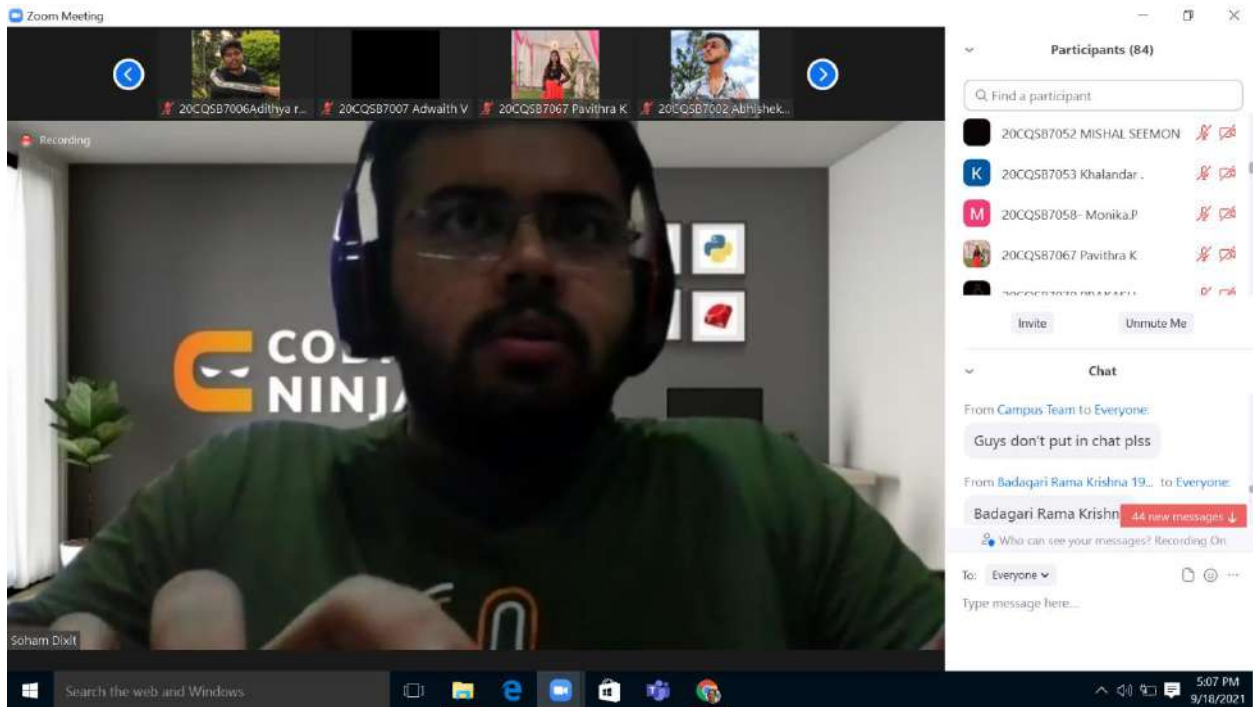 Zoom Meeting
20CQSB7006Adithya r...
20CQSB7007 Adwaith V
20CQSB7067 Pavithra K
20CQSB7002 Abhishek...
Recording
NINJ
Soham Dixit
Participants (84)
Find a participant
20CQSB7052 MISHAL SEEMON
K
20CQSB7053 Khalandar .
M
20CQSB7058- Monika.P
20CQSB7067 Pavithra K
Invite
Unmute Me
Chat
From Campus Team to Everyone:
Guys don't put in chat plss
From Badagari Rama Krishna 19... to Everyone:
Badagari Rama Krishn
44 new messages ↓
Who can see your messages? Recording On
To: Everyone
Type message here...
Search the web and Windows
5:07 PM
9/18/2021